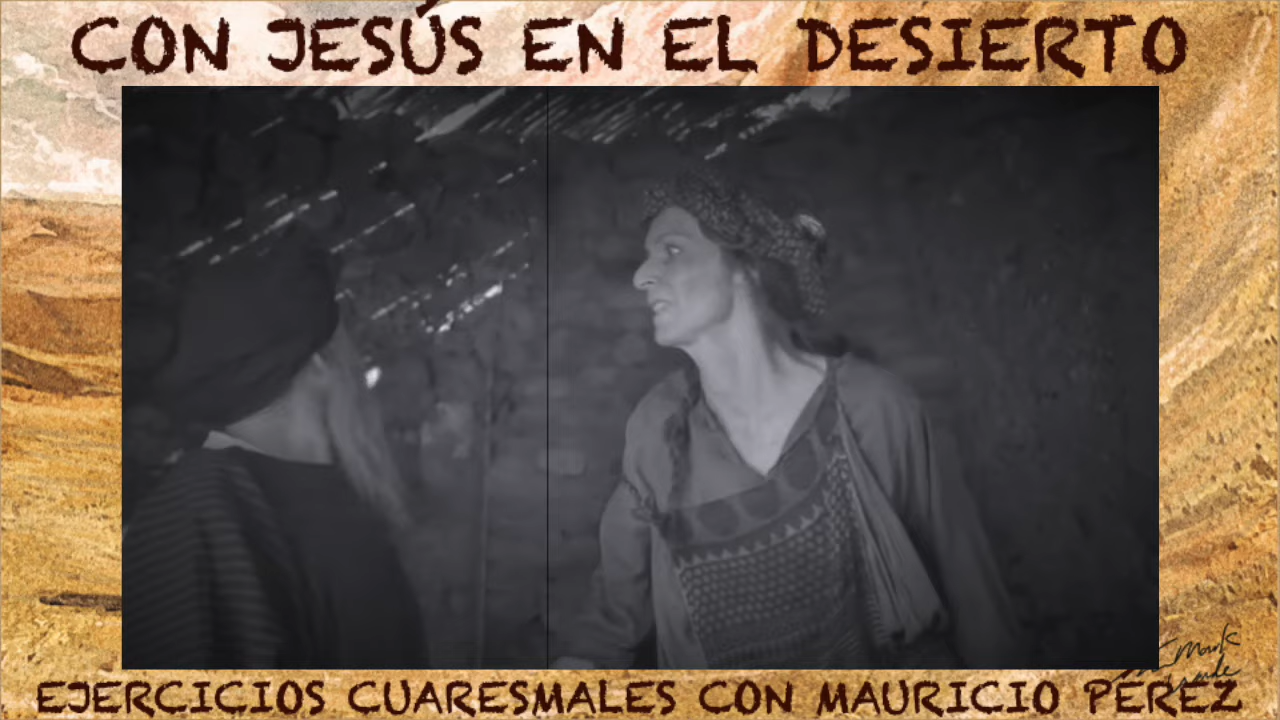 CON JESÚS EN EL DESIERTO
EJERCICIOS CUARESMALES CON MAURICIO PÉREZ